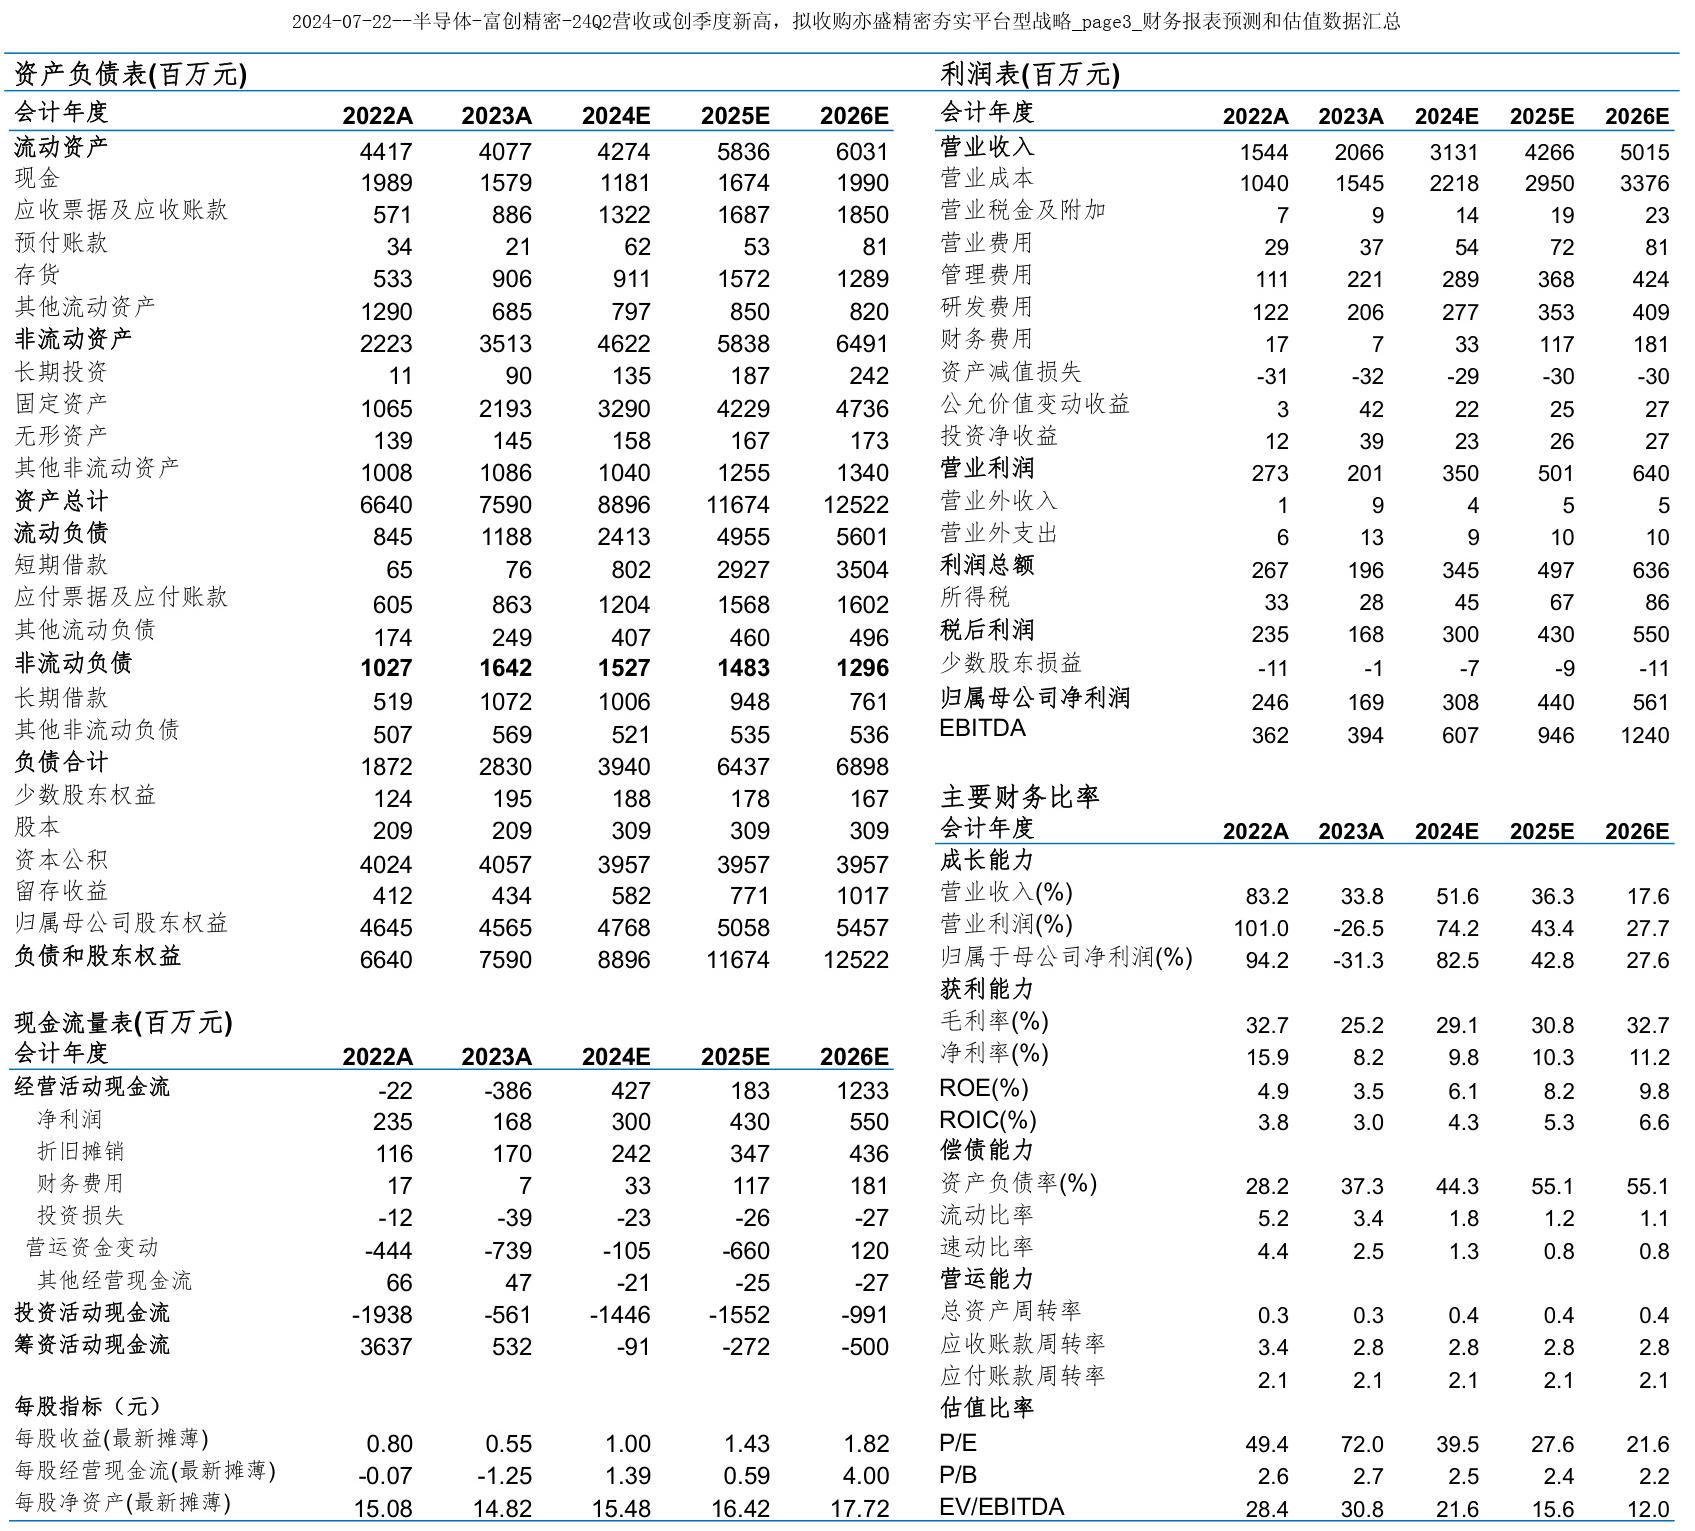 2024-07-22--半导体-富创精密-24Q2营收或创季度新高，拟收购亦盛精密夯实平台型战略_page3_财务报表预测和估值数据汇总
资产负债表(百万元)
会计年度 2022A 2023A 2024E 2025E 2026E
流动资产 4417 4077 4274 5836 6031
现金 1989 1579 1181 1674 1990
应收票据及应收账款 571 886 1322 1687 1850
预付账款 34 21 62 53 81
存货 533 906 911 1572 1289
其他流动资产 1290 685 797 850 820
非流动资产 2223 3513 4622 5838 6491
长期投资 11 90 135 187 242
固定资产 1065 2193 3290 4229 4736
无形资产 139 145 158 167 173
其他非流动资产 1008 1086 1040 1255 1340
资产总计 6640 7590 8896 11674 12522
流动负债 845 1188 2413 4955 5601
短期借款 65 76 802 2927 3504
应付票据及应付账款 605 863 1204 1568 1602
其他流动负债 174 249 407 460 496
非流动负债 1027 1642 1527 1483 1296
长期借款 519 1072 1006 948 761
其他非流动负债 507 569 521 535 536
负债合计 1872 2830 3940 6437 6898
少数股东权益 124 195 188 178 167
股本 209 209 309 309 309
资本公积 4024 4057 3957 3957 3957
留存收益 412 434 582 771 1017
归属母公司股东权益 4645 4565 4768 5058 5457
负债和股东权益 6640 7590 8896 11674 12522
现金流量表(百万元)
会计年度 2022A 2023A 2024E 2025E 2026E
经营活动现金流 -22 -386 427 183 1233
净利润 235 168 300 430 550
折旧摊销 116 170 242 347 436
财务费用 17 7 33 117 181
投资损失 -12 -39 -23 -26 -27
营运资金变动 -444 -739 -105 -660 120
其他经营现金流 66 47 -21 -25 -27
投资活动现金流 -1938 -561 -1446 -1552 -991
筹资活动现金流 3637 532 -91 -272 -500
每股指标（元）
每股收益(最新摊薄) 0.80 0.55 1.00 1.43 1.82
每股经营现金流(最新摊薄) -0.07 -1.25 1.39 0.59 4.00
每股净资产(最新摊薄) 15.08 14.82 15.48 16.42 17.72
利润表(百万元)
会计年度 2022A 2023A 2024E 2025E 2026E
营业收入 1544 2066 3131 4266 5015
营业成本 1040 1545 2218 2950 3376
营业税金及附加 7 9 14 19 23
营业费用 29 37 54 72 81
管理费用 111 221 289 368 424
研发费用 122 206 277 353 409
财务费用 17 7 33 117 181
资产减值损失 -31 -32 -29 -30 -30
公允价值变动收益 3 42 22 25 27
投资净收益 12 39 23 26 27
营业利润 273 201 350 501 640
营业外收入 1 9 4 5 5
营业外支出 6 13 9 10 10
利润总额 267 196 345 497 636
所得税 33 28 45 67 86
税后利润 235 168 300 430 550
少数股东损益 -11 -1 -7 -9 -11
归属母公司净利润 246 169 308 440 561
EBITDA 362 394 607 946 1240
主要财务比率
会计年度 2022A 2023A 2024E 2025E 2026E
成长能力
营业收入(%) 83.2 33.8 51.6 36.3 17.6
营业利润(%) 101.0 -26.5 74.2 43.4 27.7
归属于母公司净利润(%) 94.2 -31.3 82.5 42.8 27.6
获利能力
毛利率(%) 32.7 25.2 29.1 30.8 32.7
净利率(%) 15.9 8.2 9.8 10.3 11.2
ROE(%) 4.9 3.5 6.1 8.2 9.8
ROIC(%) 3.8 3.0 4.3 5.3 6.6
偿债能力
资产负债率(%) 28.2 37.3 44.3 55.1 55.1
流动比率 5.2 3.4 1.8 1.2 1.1
速动比率 4.4 2.5 1.3 0.8 0.8
营运能力
总资产周转率 0.3 0.3 0.4 0.4 0.4
应收账款周转率 3.4 2.8 2.8 2.8 2.8
应付账款周转率 2.1 2.1 2.1 2.1 2.1
估值比率
P/E 49.4 72.0 39.5 27.6 21.6
P/B 2.6 2.7 2.5 2.4 2.2
EV/EBITDA 28.4 30.8 21.6 15.6 12.0